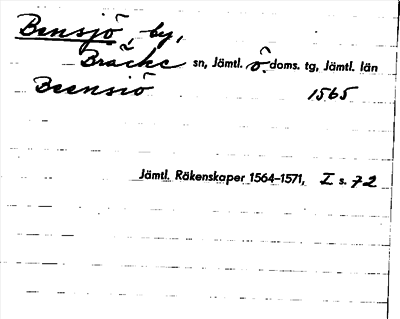 Bensjö, by,
Bräcke sn, Jämtl. ö. doms. tg, Jämtl. län
Beensiö 1565
Jämtl. Räkenskaper 1564–1571, I s. 72